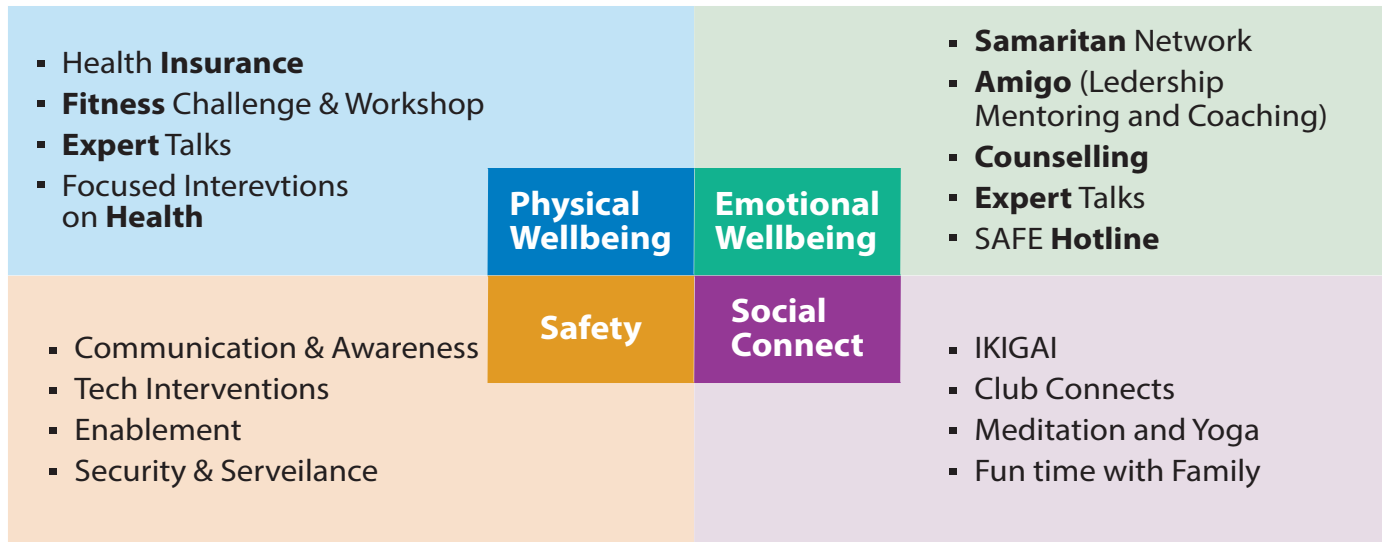 ▪ Health Insurance
▪ Fitness Challenge & Workshop
▪ Expert Talks
▪ Focused Interevtions
on Health
Physical
Wellbeing
▪ Samaritan Network
▪ Amigo (Ledership
Mentoring and Coaching)
▪ Counselling
▪ Expert Talks
▪ SAFE Hotline
Emotional
Wellbeing
Safety
▪ Communication & Awareness
▪ Tech Interventions
▪ Enablement
▪ Security & Serveilance
Social
Connect
▪ IKIGAI
▪ Club Connects
▪ Meditation and Yoga
▪ Fun time with Family